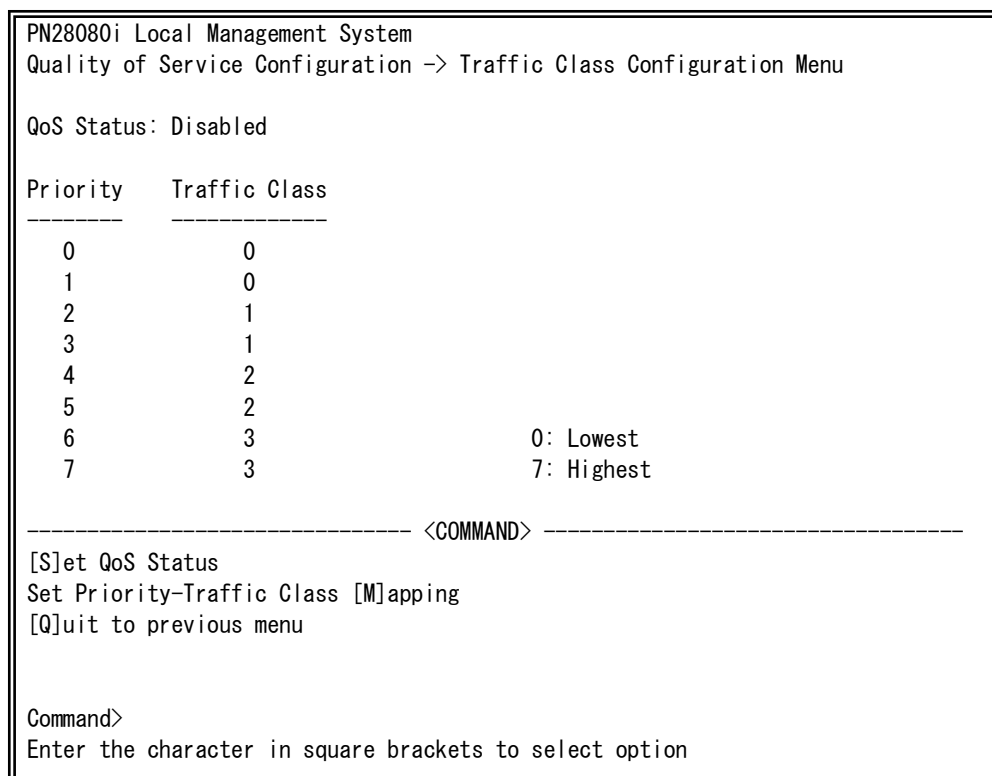 PN28080i Local Management System
Quality of Service Configuration -> Traffic Class Configuration Menu
QoS Status: Disabled
Priority    Traffic Class
--------    -------------
0    0
1    0
2    1
3    1
4    2
5    2
6    3    0: Lowest
7    3    7: Highest
-------------------------------- <COMMAND> -----------------------------------
[S]et QoS Status
Set Priority-Traffic Class [M]apping
[Q]uit to previous menu
Command>
Enter the character in square brackets to select option